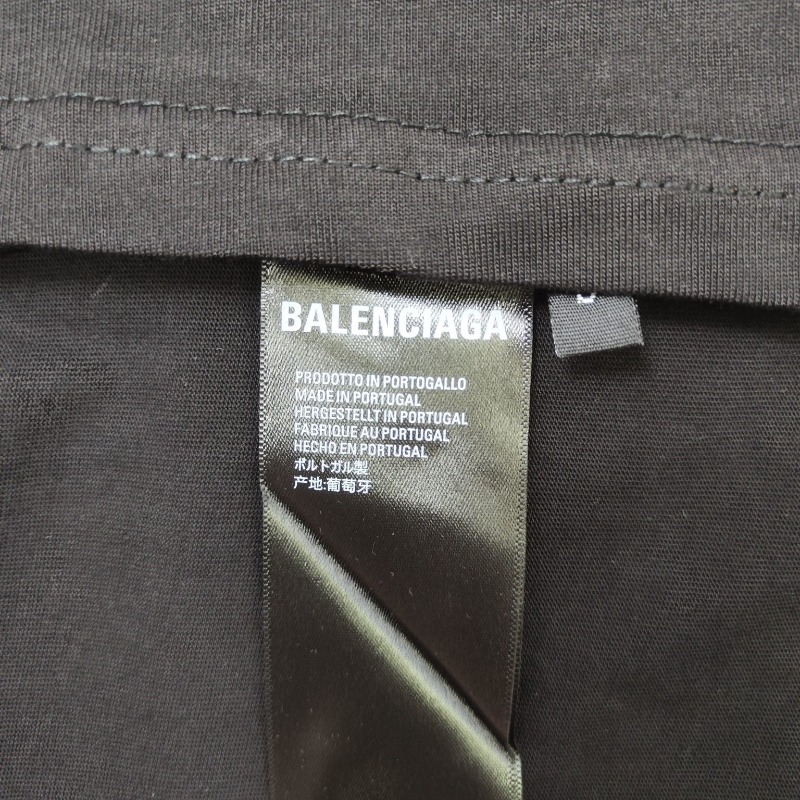 BALENCIAGA
PRODOTTO IN PORTOGALLO
MADE IN PORTUGAL
HERGESTELLT IN PORTUGAL
FABRIQUE AU PORTUGAL
HECHO EN PORTUGAL
ポルトガル製
产地:葡萄牙